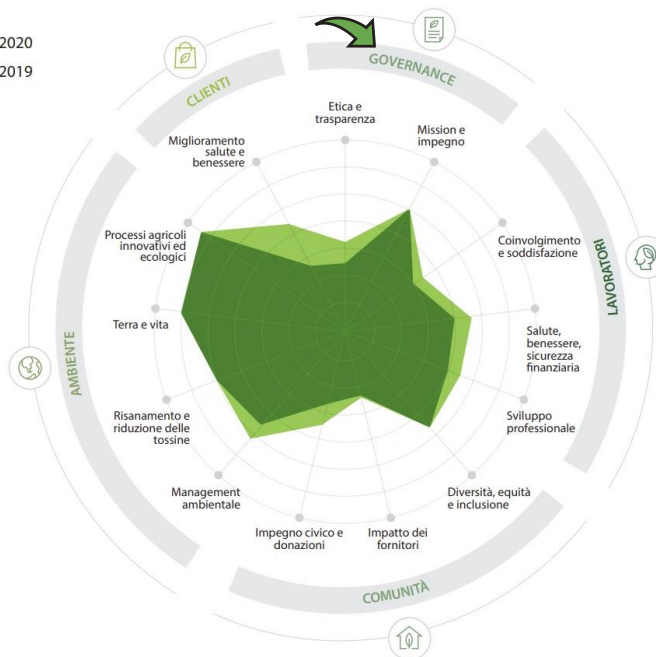 2020
2019
GOVERNANCE
CLIENTI
Etica e
trasparenza
Mission e
impegno
Miglioramento
salute e
benessere
Coinvolgimento
e soddisfazione
LAVORATORI
Processi agricoli
innovativi ed
ecologici
Terra e vita
Salute,
benessere,
sicurezza
finanziaria
AMBIENTE
Risanamento e
riduzione delle
tossine
Sviluppo
professionale
Management
ambientale
Diversità, equità
e inclusione
Impegno civico e
donazioni
Impatto dei
fornitori
COMUNITÀ